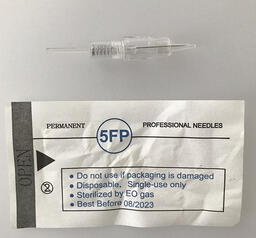 PERMANENT 5FP PROFESSIONAL NEEDLES
OPEN
• Do not use if packaging is damaged
• Disposable. Single-use only
• Sterilized by EO gas
• Best Before 08/2023